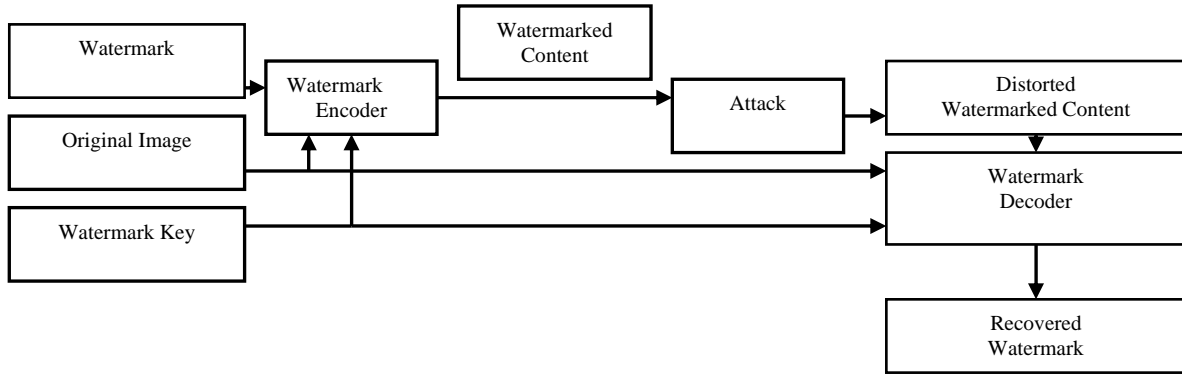 Watermark
Original Image
Watermark Key
Watermark
Encoder
Watermarked
Content
Attack
Distorted
Watermarked Content
Watermark
Decoder
Recovered
Watermark